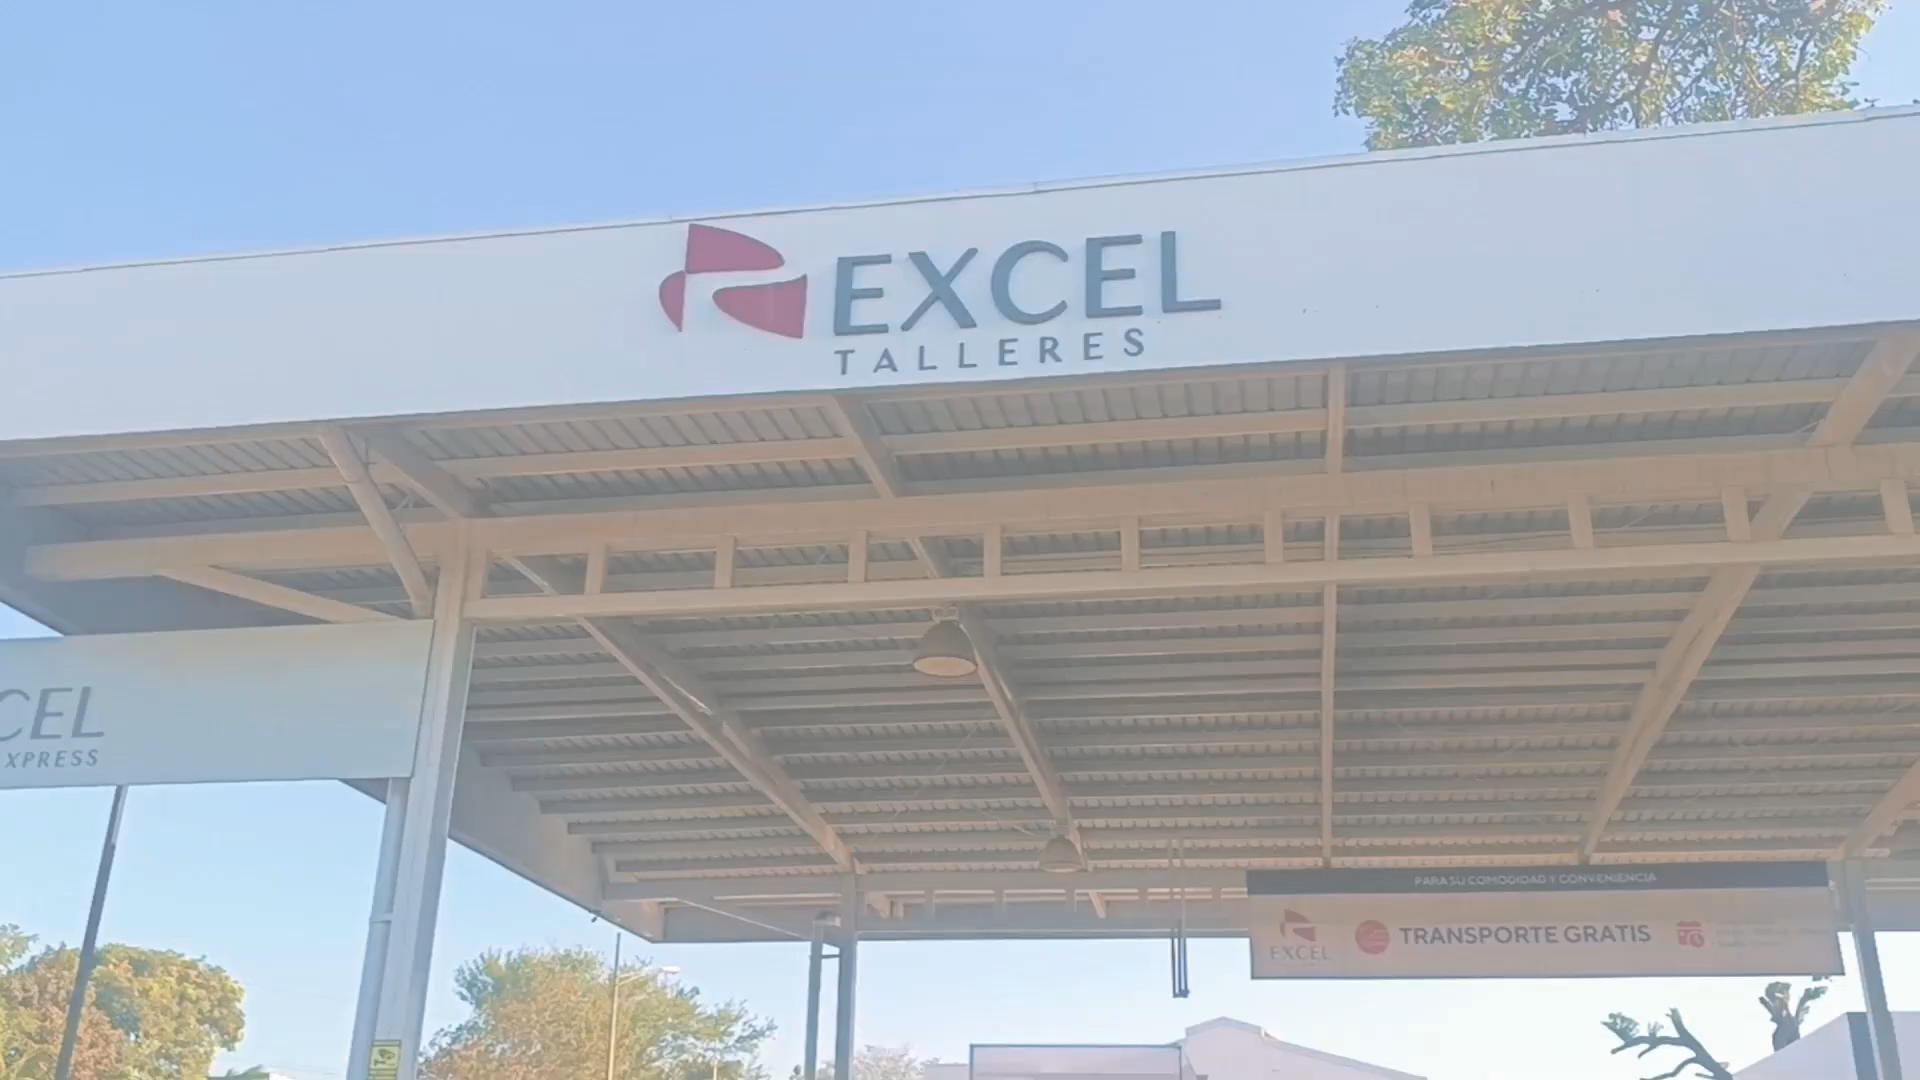 EXCEL
TALLERES
CEL
XPRESS
PARA SU COMODIDAD Y CONVENIENCIA
EXCEL
TRANSPORTE GRATIS